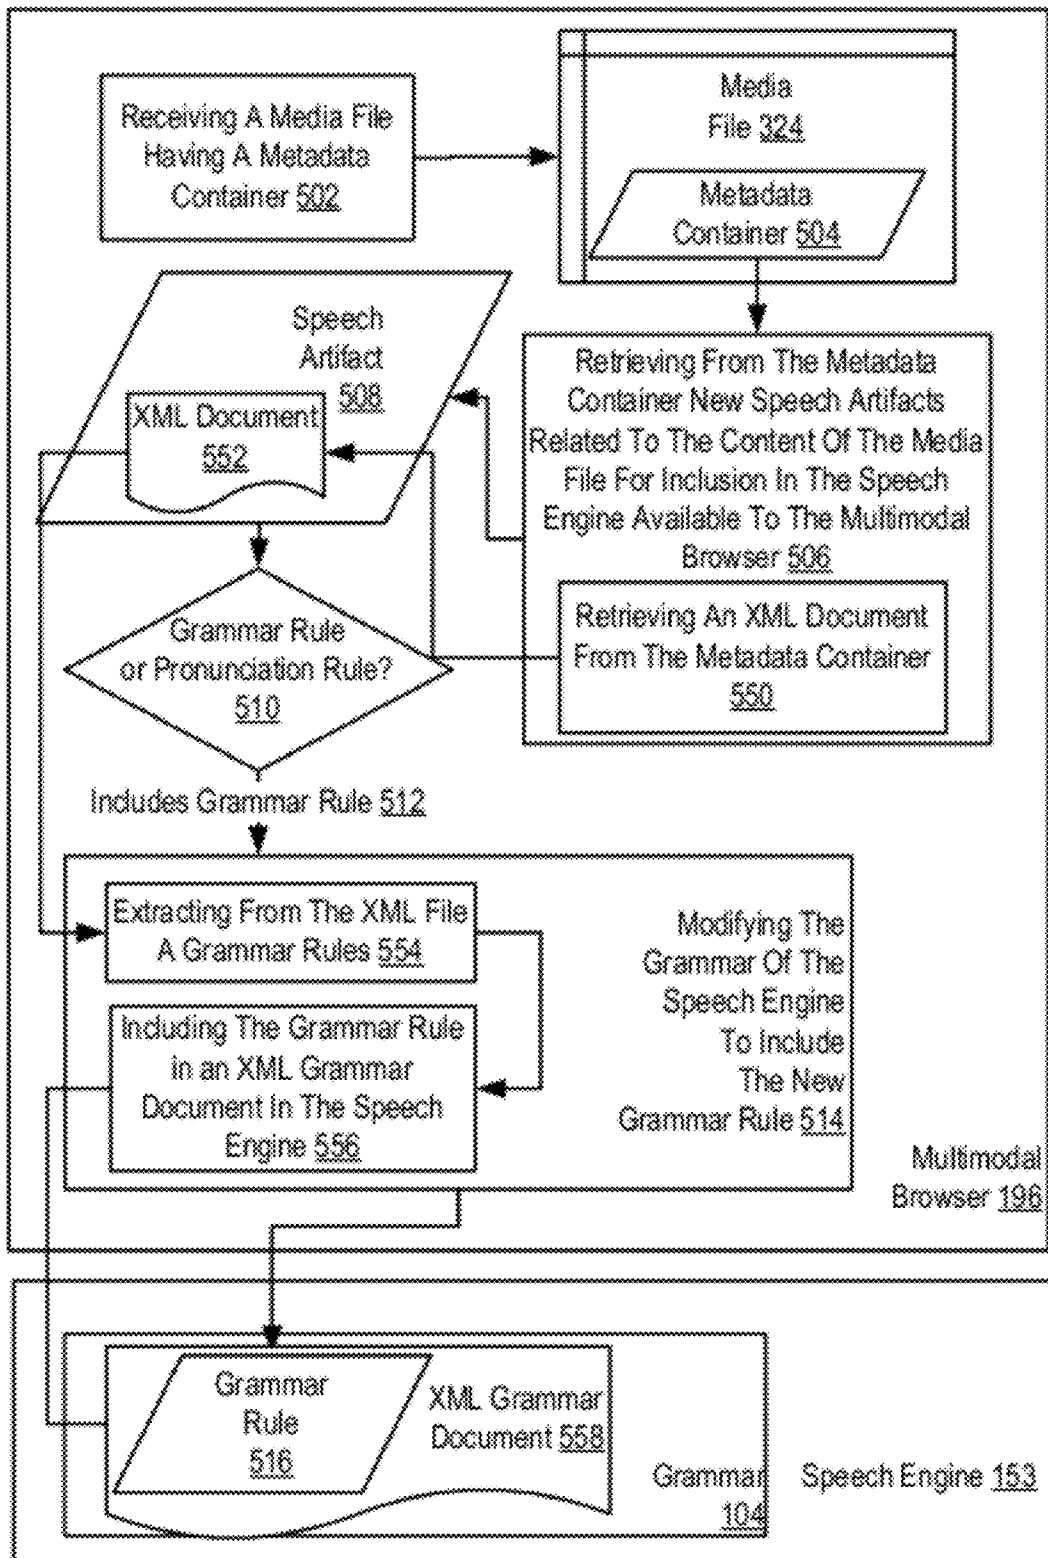 Receiving A Media File
Having A Metadata
Container 502
Media
File 324
Metadata
Container 504
Speech
Artifact
508
XML Document
552
Retrieving From The Metadata
Container New Speech Artifacts
Related To The Content Of The Media
File For Inclusion In The Speech
Engine Available To The Multimodal
Browser 506
Retrieving An XML Document
From The Metadata Container
550
Grammar Rule
or Pronunciation Rule?
510
Includes Grammar Rule 512
Extracting From The XML File
A Grammar Rules 554
Including The Grammar Rule
in an XML Grammar
Document In The Speech
Engine 556
Modifying The
Grammar Of The
Speech Engine
To Include
The New
Grammar Rule 514
Multimodal
Browser 196
Grammar
Rule
516
XML Grammar
Document 558
Grammar
104
Speech Engine 153